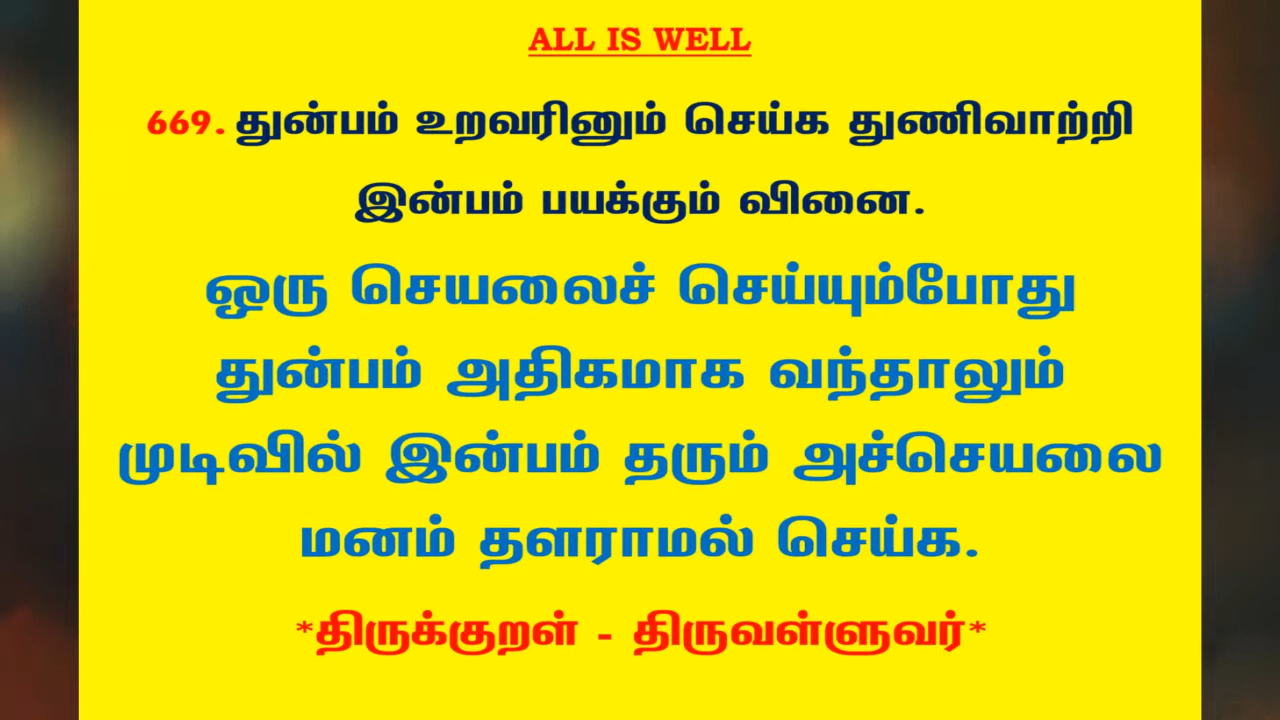 ALL IS WELL
669. துன்பம் உறவரினும் செய்க துணிவாற்றி
இன்பம் பயக்கும் வினை.
ஒரு செயலைச் செய்யும்போது
துன்பம் அதிகமாக வந்தாலும்
முடிவில் இன்பம் தரும் அச்செயலை
மனம் தளராமல் செய்க.
*திருக்குறள் - திருவள்ளுவர்*